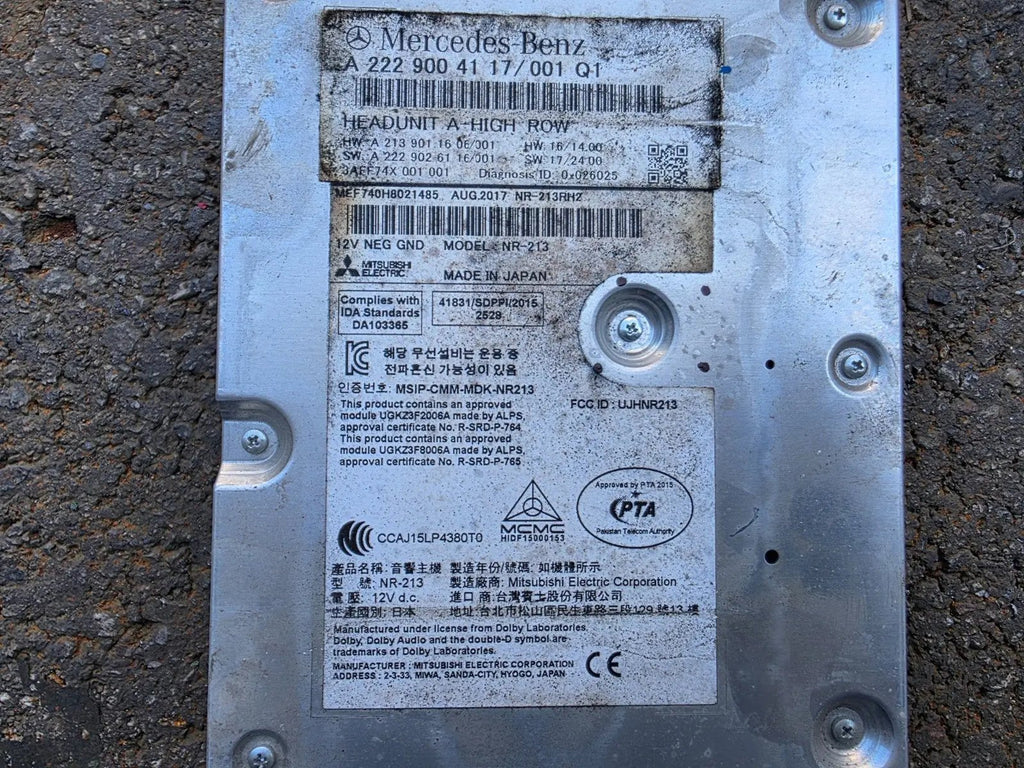 Mercedes-Benz
A 222 900 41 17/001 Q1
HEADUNIT A-HIGH ROW
HW: A 213 901 16 06/001 HW 16/14.00
SW: A 222 902 61 16/001 SW 17/24.00
3AEF74X 001 001 Diagnosis ID: 0x026025
MEF740H8021485 AUG.2017 NR-213RH2
12V NEG GND MODEL: NR-213
MITSUBISHI
ELECTRIC
MADE IN JAPAN
Complies with
IDA Standards
DA103365
41831/SDPPI/2015
2529
해당 무선설비는 운용 중
전파혼신 가능성이 있음
인증번호: MSIP-CMM-MDK-NR213
This product contains an approved
module UGKZ3F2006A made by ALPS,
approval certificate No. R-SRD-P-764
This product contains an approved
module UGKZ3F8006A made by ALPS,
approval certificate No. R-SRD-P-765
FCC ID : UJHNR213
Approved by PTA 2015
PTA
Pakistan Telecom Authority
MCMC
HIDF15000153
CCAJ15LP4380T0
產品名稱: 音響主機 製造年份/號碼: 如機體所示
型 號: NR-213 製造廠商: Mitsubishi Electric Corporation
電 壓: 12V d.c. 進口商: 台灣賓士股份有限公司
生產國別: 日本 地址: 台北市松山區民生東路三段129號13樓
Manufactured under license from Dolby Laboratories.
Dolby, Dolby Audio and the double-D symbol are
trademarks of Dolby Laboratories.
MANUFACTURER : MITSUBISHI ELECTRIC CORPORATION
ADDRESS : 2-3-33, MIWA, SANDA-CITY, HYOGO, JAPAN
CE